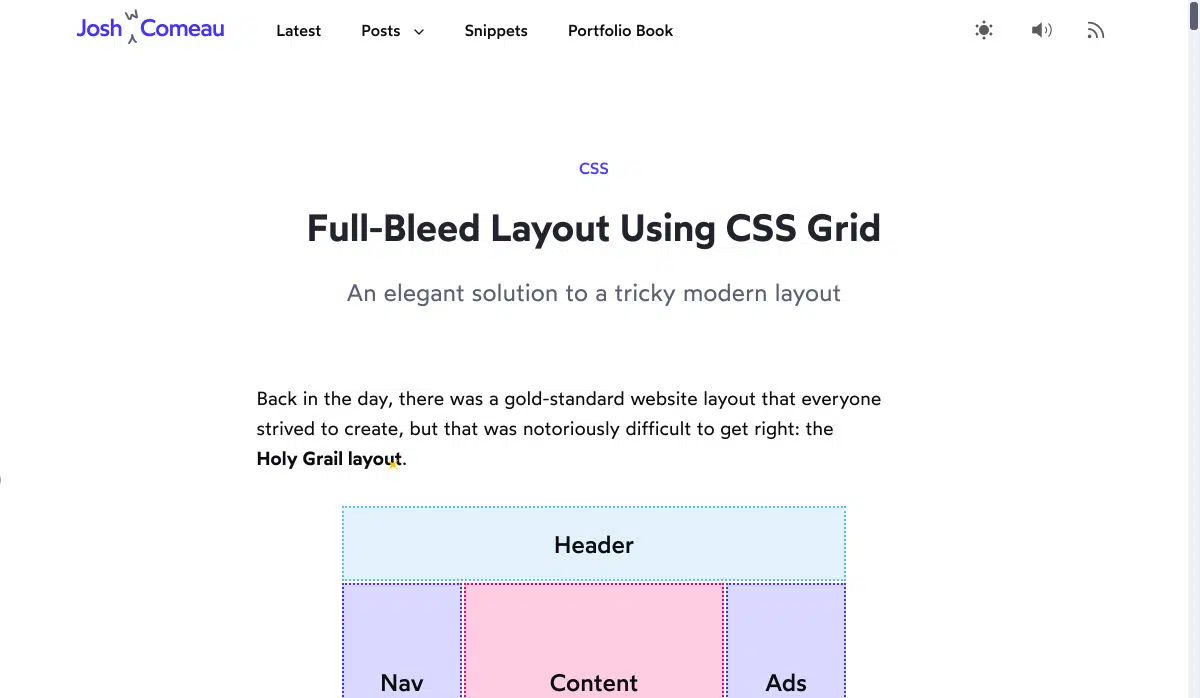 Josh W Comeau
Latest
Posts
Snippets
Portfolio Book
CSS
Full-Bleed Layout Using CSS Grid
An elegant solution to a tricky modern layout
Back in the day, there was a gold-standard website layout that everyone
strived to create, but that was notoriously difficult to get right: the
Holy Grail layout.
Header
Nav
Content
Ads